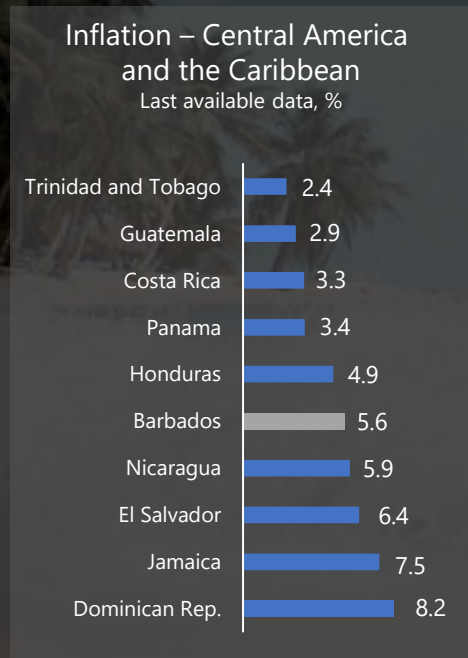 Inflation – Central America
and the Caribbean
Last available data, %
Trinidad and Tobago 2.4
Guatemala 2.9
Costa Rica 3.3
Panama 3.4
Honduras 4.9
Barbados 5.6
Nicaragua 5.9
El Salvador 6.4
Jamaica 7.5
Dominican Rep. 8.2